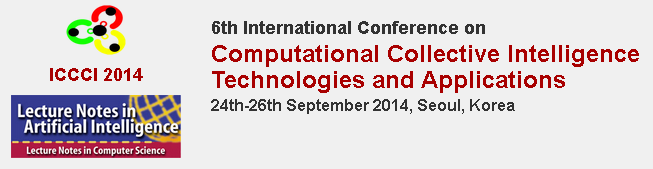 ICCCI 2014
Lecture Notes in
Artificial Intelligence
Lecture Notes in Computer Science
6th International Conference on
Computational Collective Intelligence
Technologies and Applications
24th-26th September 2014, Seoul, Korea